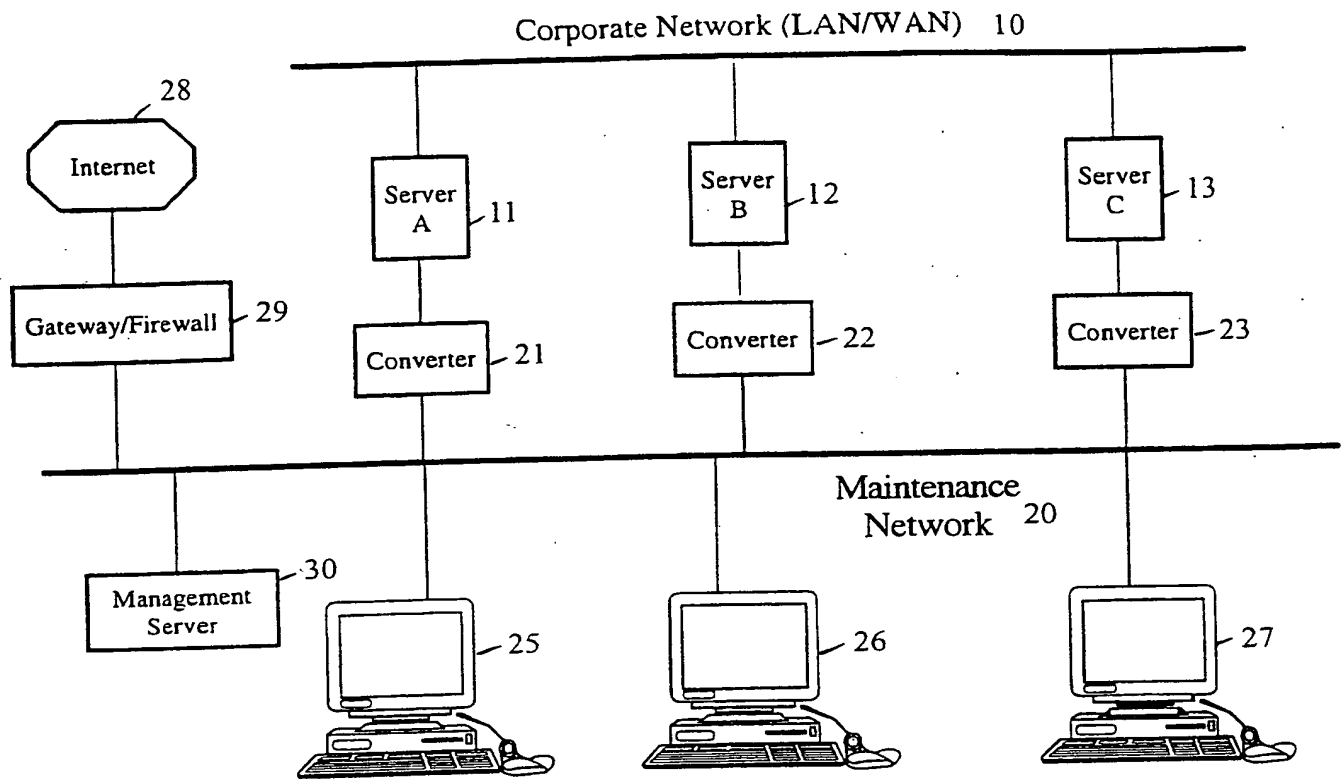 Corporate Network (LAN/WAN) 10
28
Internet
Server
A
11
Server
B
12
Server
C
13
Gateway/Firewall
29
Converter
21
Converter
22
Converter
23
Maintenance
Network 20
30
Management
Server
25
26
27